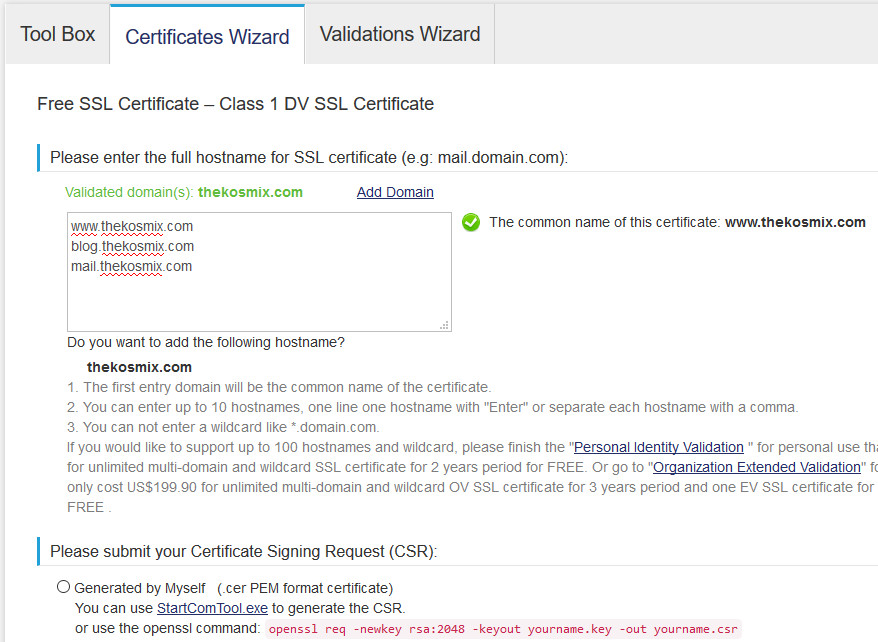 Tool Box
Certificates Wizard
Validations Wizard
Free SSL Certificate – Class 1 DV SSL Certificate
Please enter the full hostname for SSL certificate (e.g: mail.domain.com):
Validated domain(s): thekosmix.com Add Domain
www.thekosmix.com
blog.thekosmix.com
mail.thekosmix.com
The common name of this certificate: www.thekosmix.com
Do you want to add the following hostname?
thekosmix.com
1. The first entry domain will be the common name of the certificate.
2. You can enter up to 10 hostnames, one line one hostname with "Enter" or separate each hostname with a comma.
3. You can not enter a wildcard like *.domain.com.
If you would like to support up to 100 hostnames and wildcard, please finish the "Personal Identity Validation " for personal use
for unlimited multi-domain and wildcard SSL certificate for 2 years period for FREE. Or go to "Organization Extended Validation"
only cost US$199.90 for unlimited multi-domain and wildcard OV SSL certificate for 3 years period and one EV SSL certificate for
FREE .
Please submit your Certificate Signing Request (CSR):
Generated by Myself (.cer PEM format certificate)
You can use StartComTool.exe to generate the CSR.
or use the openssl command: openssl req -newkey rsa:2048 -keyout yourname.key -out yourname.csr